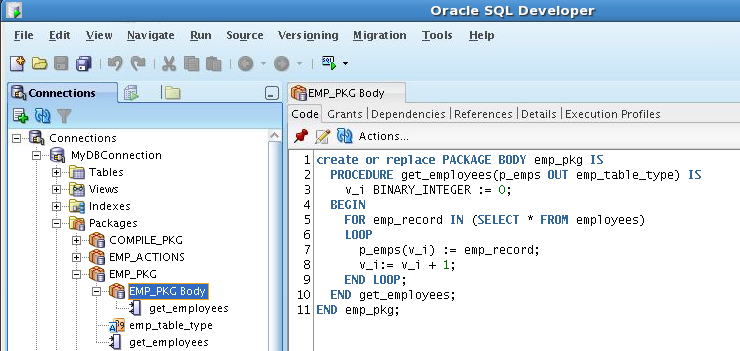 Oracle SQL Developer
File Edit View Navigate Run Source Versioning Migration Tools Help
Connections
Connections
MyDBConnection
Tables
Views
Indexes
Packages
COMPILE_PKG
EMP_ACTIONS
EMP_PKG
EMP_PKG Body
get_employees
emp_table_type
get_employees
EMP_PKG Body
Code Grants Dependencies References Details Execution Profiles
Actions...
1 create or replace PACKAGE BODY emp_pkg IS
2 PROCEDURE get_employees(p_emps OUT emp_table_type) IS
3 v_i BINARY_INTEGER := 0;
4 BEGIN
5 FOR emp_record IN (SELECT * FROM employees)
6 LOOP
7 p_emps(v_i) := emp_record;
8 v_i:= v_i + 1;
9 END LOOP;
10 END get_employees;
11 END emp_pkg;